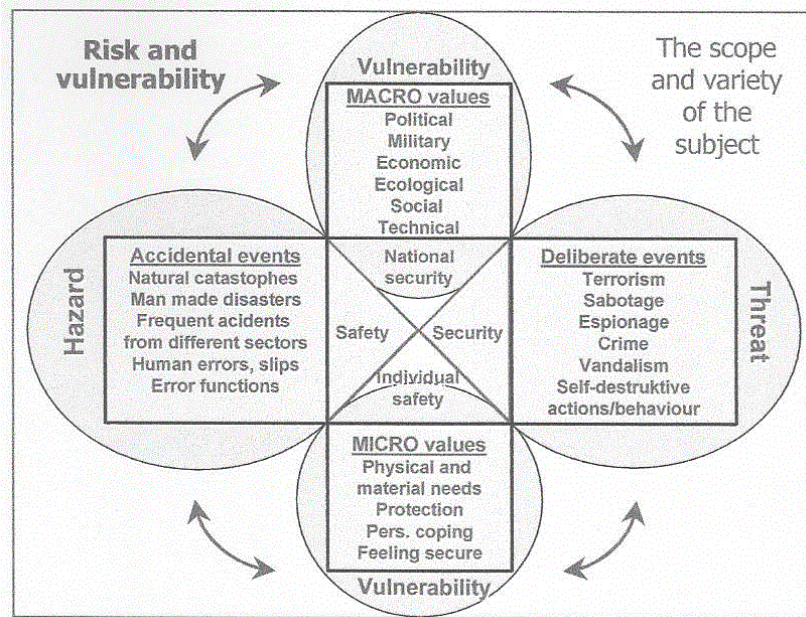 Risk and
vulnerability
The scope
and variety
of the
subject
Vulnerability
MACRO values
Political
Military
Economic
Ecological
Social
Technical
Hazard
Accidental events
Natural catastophes
Man made disasters
Frequent acidents
from different sectors
Human errors, slips
Error functions
National
security
Safety
Security
Individual
safety
Deliberate events
Terrorism
Sabotage
Espionage
Crime
Vandalism
Self-destruktive
actions/behaviour
Threat
MICRO values
Physical and
material needs
Protection
Pers. coping
Feeling secure
Vulnerability